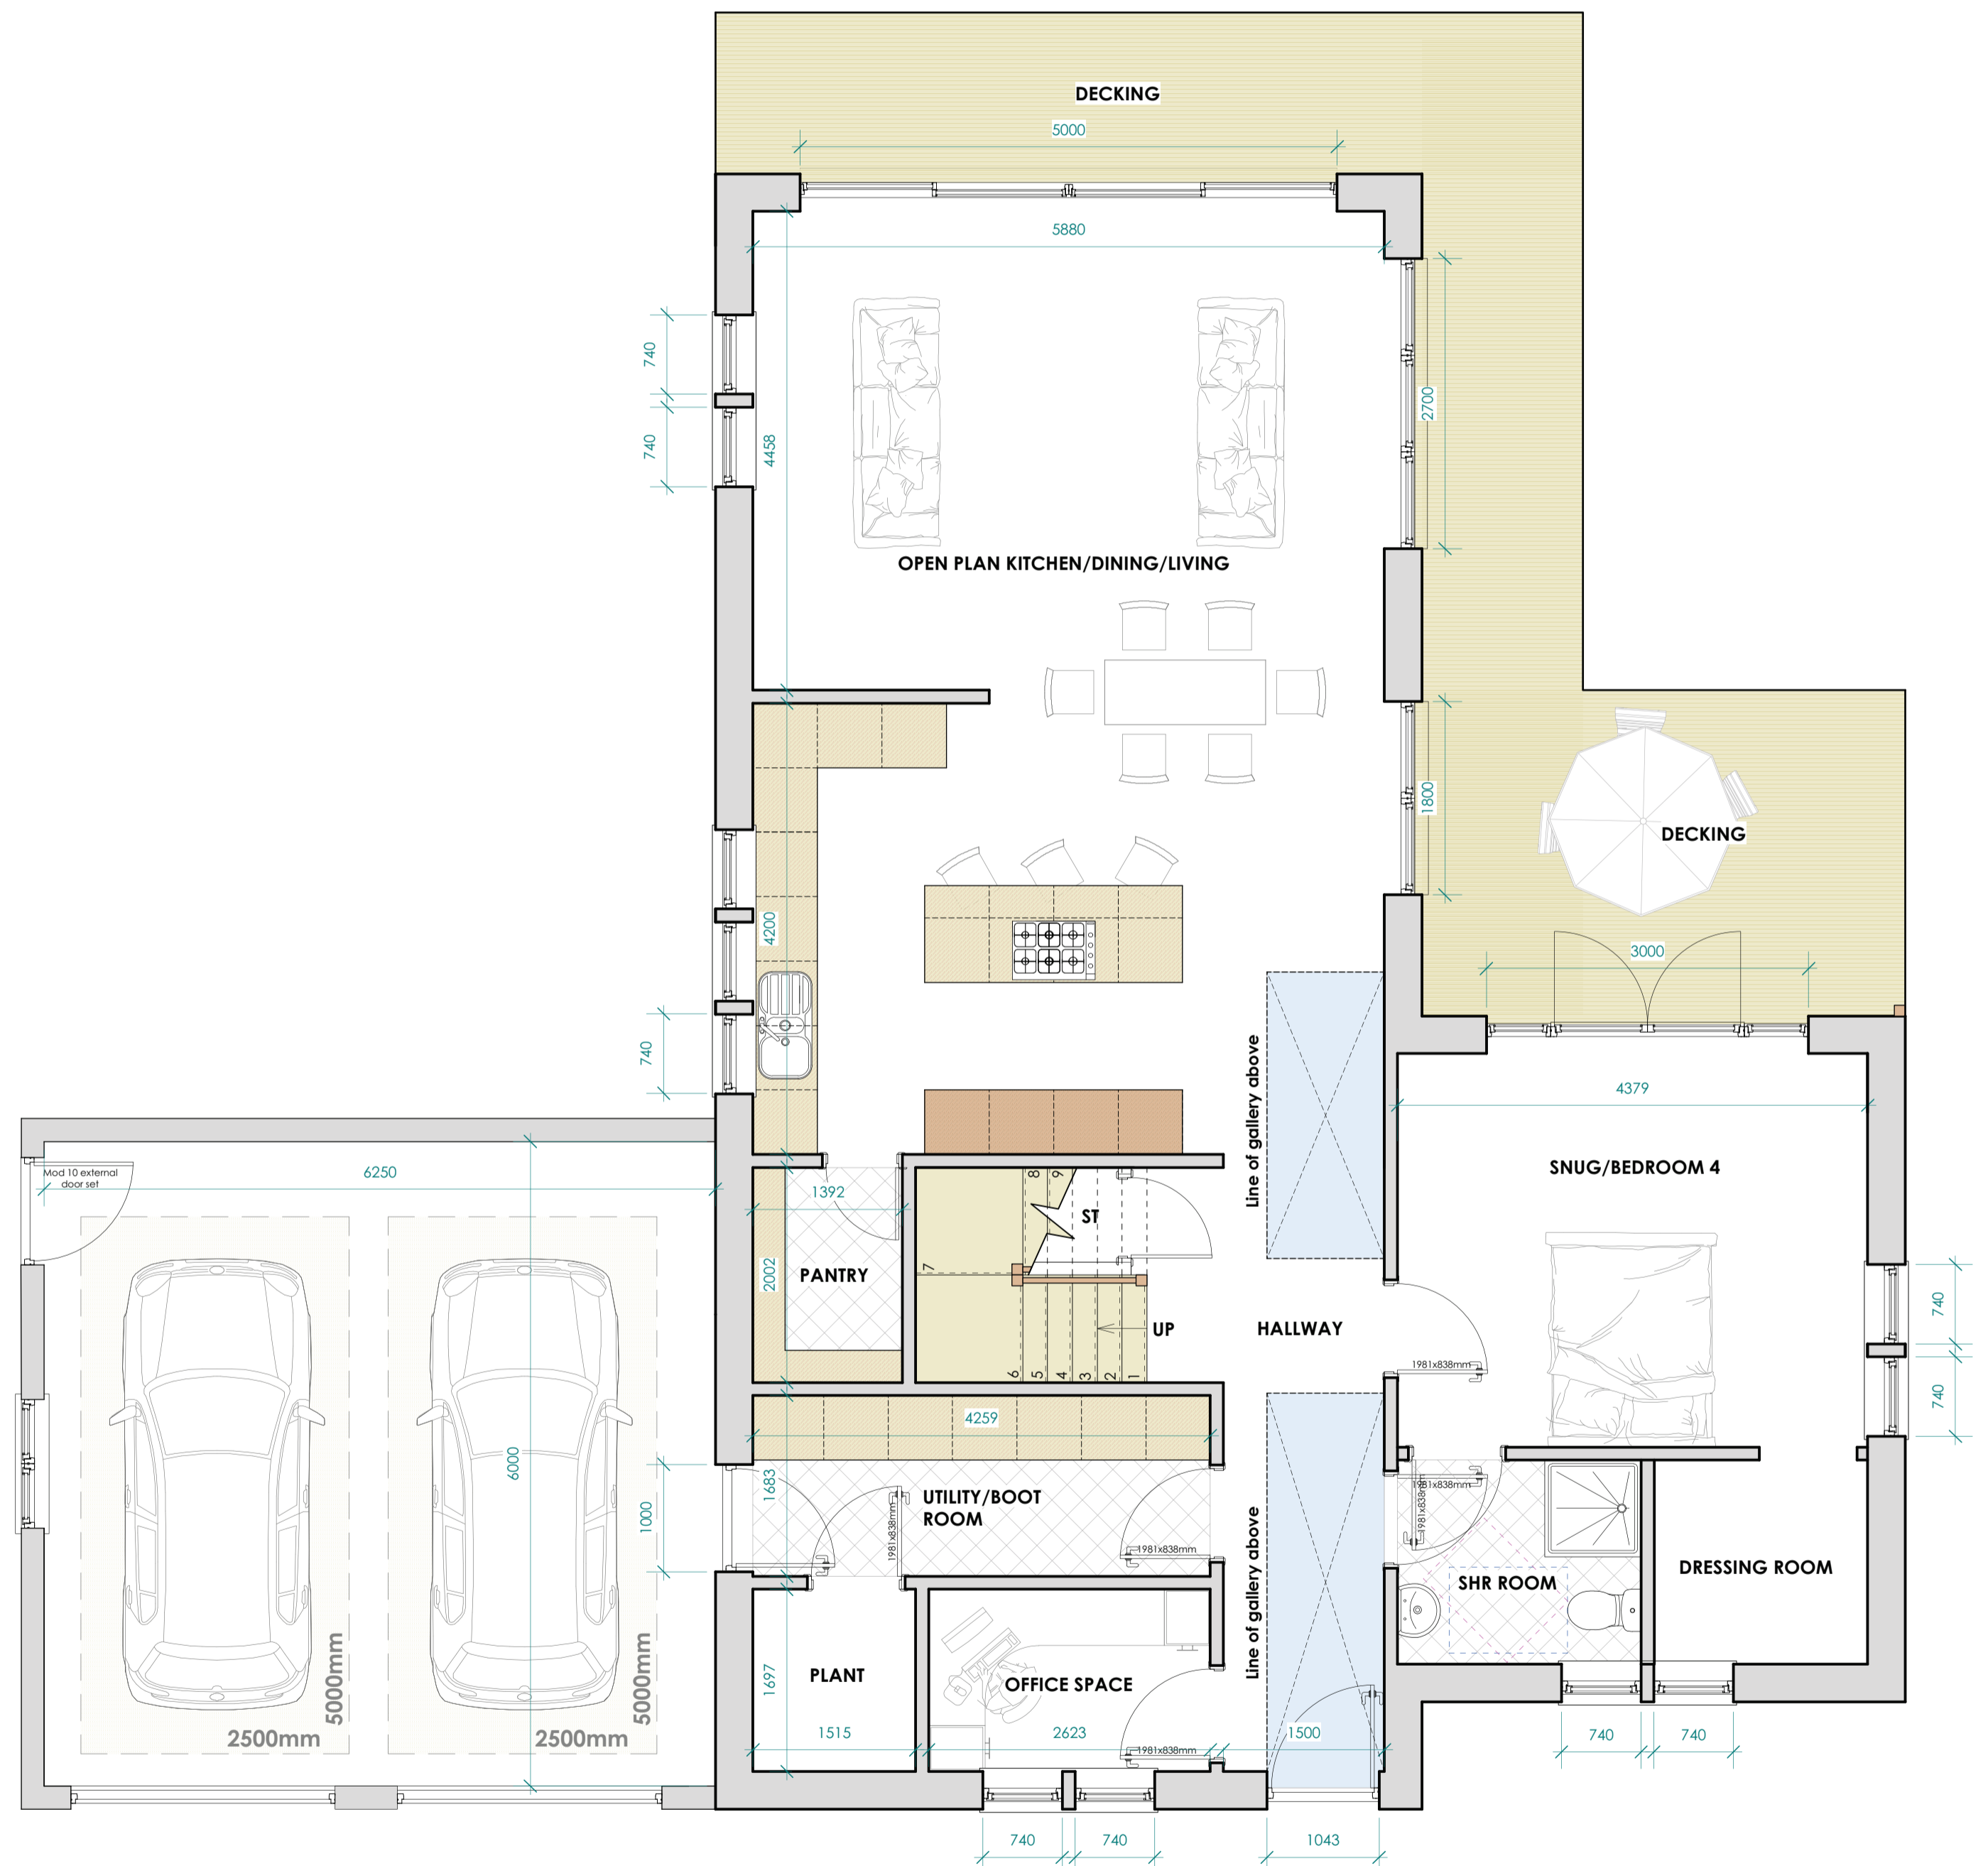 DECKING
5000
5880
740
740
4458
2700
OPEN PLAN KITCHEN/DINING/LIVING
1800
DECKING
4200
3000
740
Line of gallery above
4379
Mod 10 external
door set
6250
SNUG/BEDROOM 4
1392
8
9
ST
2002
PANTRY
7
UP
HALLWAY
740
740
1981x838mm
6
5
4
3
2
1
4259
6000
1000
1683
UTILITY/BOOT
ROOM
1981x838mm
1981x838mm
1981x838mm
1981x838mm
Line of gallery above
SHR ROOM
DRESSING ROOM
5000mm
5000mm
2500mm
2500mm
1697
PLANT
OFFICE SPACE
1515
2623
1500
1981x838mm
740
740
740
740
1043